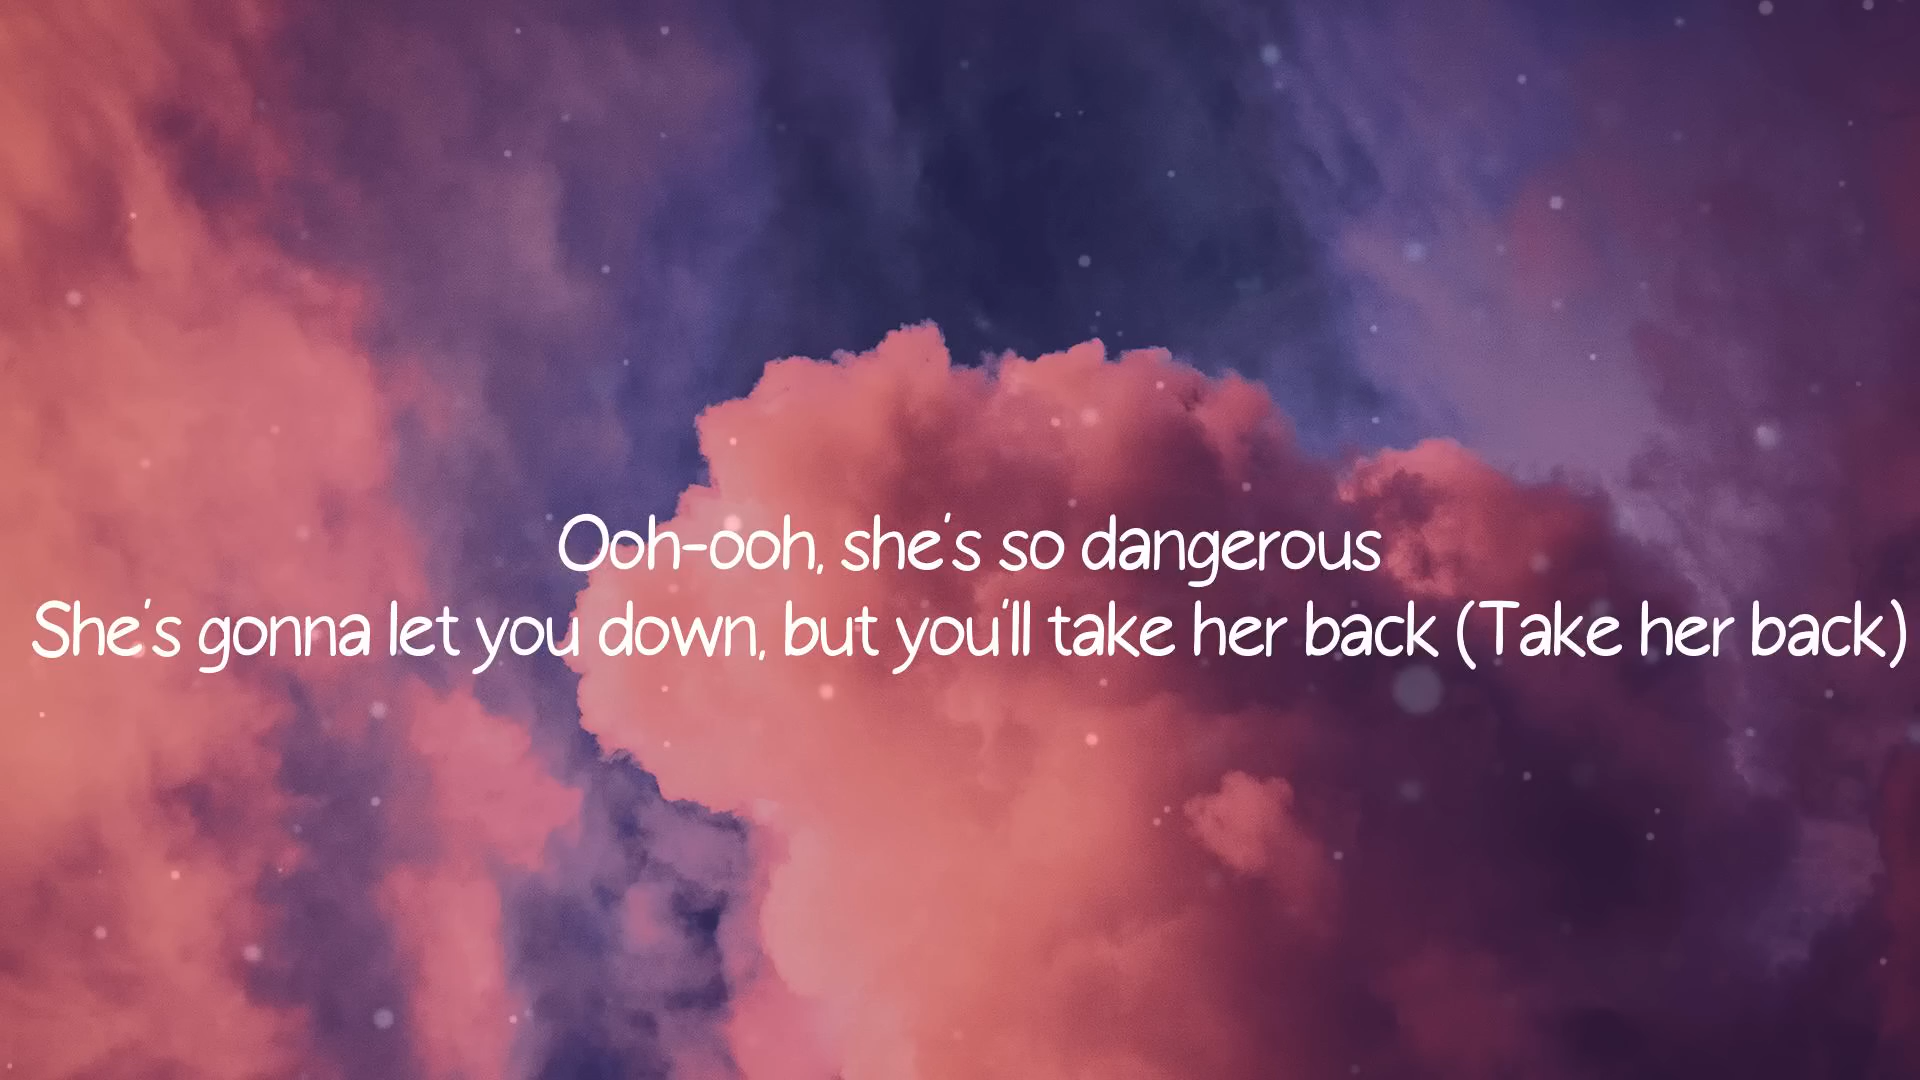 Ooh-ooh, she's so dangerous
She's gonna let you down, but you'll take her back (Take her back)